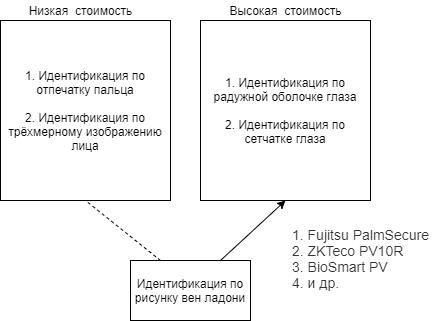 Низкая стоимость
Высокая стоимость
1. Идентификация по
отпечатку пальца
2. Идентификация по
трёхмерному изображению
лица
1. Идентификация по
радужной оболочке глаза
2. Идентификация по
сетчатке глаза
Идентификация по
рисунку вен ладони
1. Fujitsu PalmSecure
2. ZKTeco PV10R
3. BioSmart PV
4. и др.